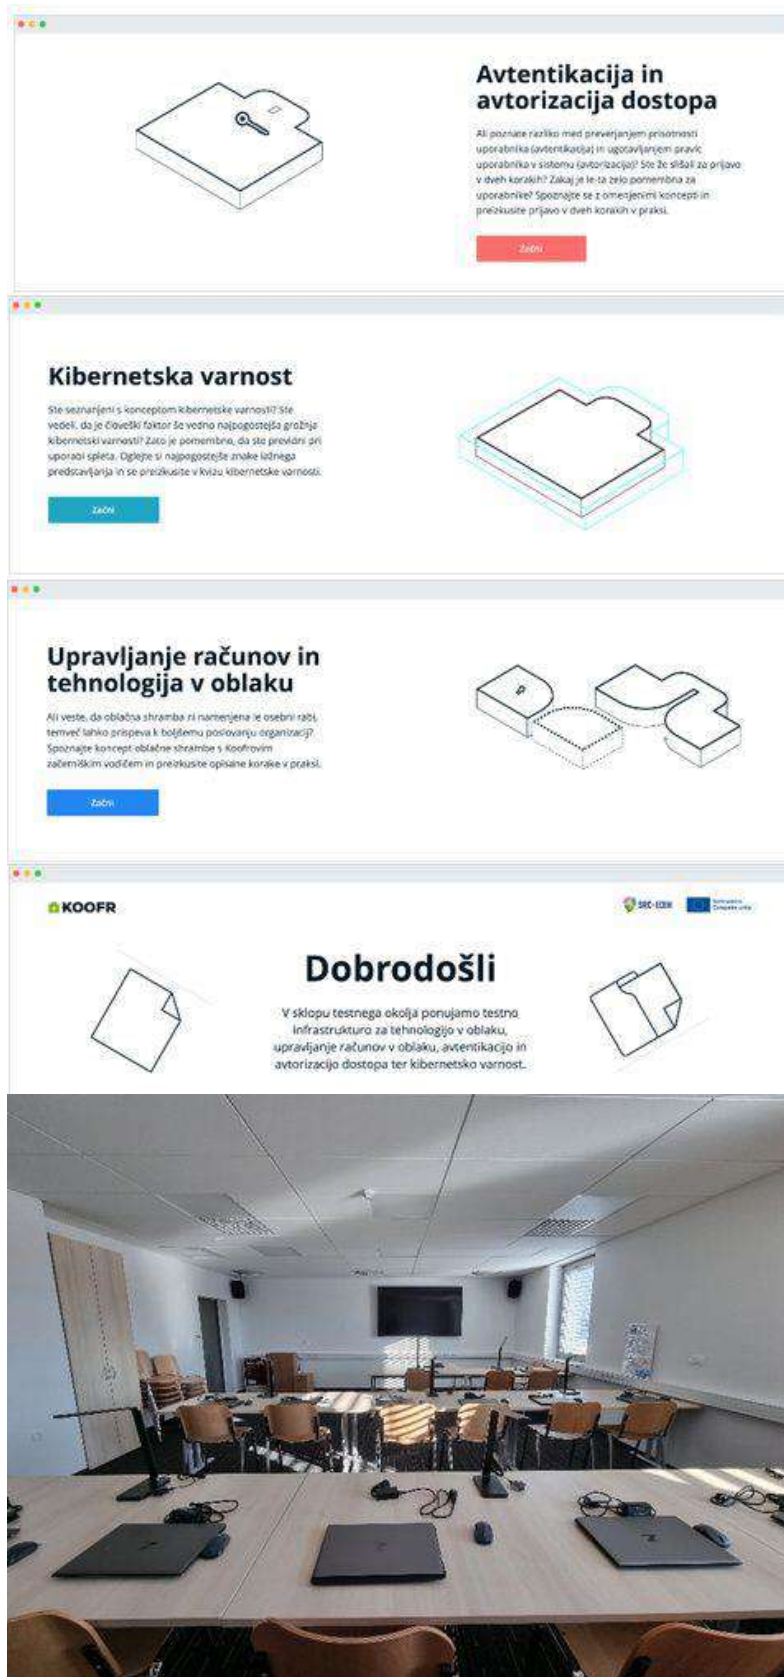 Avtentikacija in
avtorizacija dostopa
Ali poznate razliko med preverjanjem prisotnosti
uporabnika (avtentikacija) in ugotavljanjem pravic
uporabnika v sistemu (avtorizacija)? Ste že slišali za prijavo
v dveh korakih? Zakaj je le-ta zelo pomembna za
uporabnike? Spoznajte se z omenjenimi koncepti in
preizkusite prijavo v dveh korakih v praksi.
Začni
Kibernetska varnost
Ste seznanjeni s konceptom kibernetske varnosti? Ste
vedeli, da je človeški faktor še vedno najpogostejša grožnja
kibernetski varnosti? Zato je pomembno, da ste previdni pri
uporabi spleta. Oglejte si najpogostejše znake lažnega
predstavljanja in se preizkusite v kvizu kibernetske varnosti.
Začni
Upravljanje računov in
tehnologija v oblaku
Ali veste, da oblačna shramba ni namenjena le osebni rabi,
temveč lahko prispeva k boljšemu poslovanju organizacij?
Spoznajte koncept oblačne shrambe s Koofrovim
začetniškim vodičem in preizkusite opisane korake v praksi.
Začni
KOOFR
SRC-EDIH
Dobrodošli
V sklopu testnega okolja ponujamo testno
infrastrukturo za tehnologijo v oblaku,
upravljanje računov v oblaku, avtentikacijo in
avtorizacijo dostopa ter kibernetsko varnost.